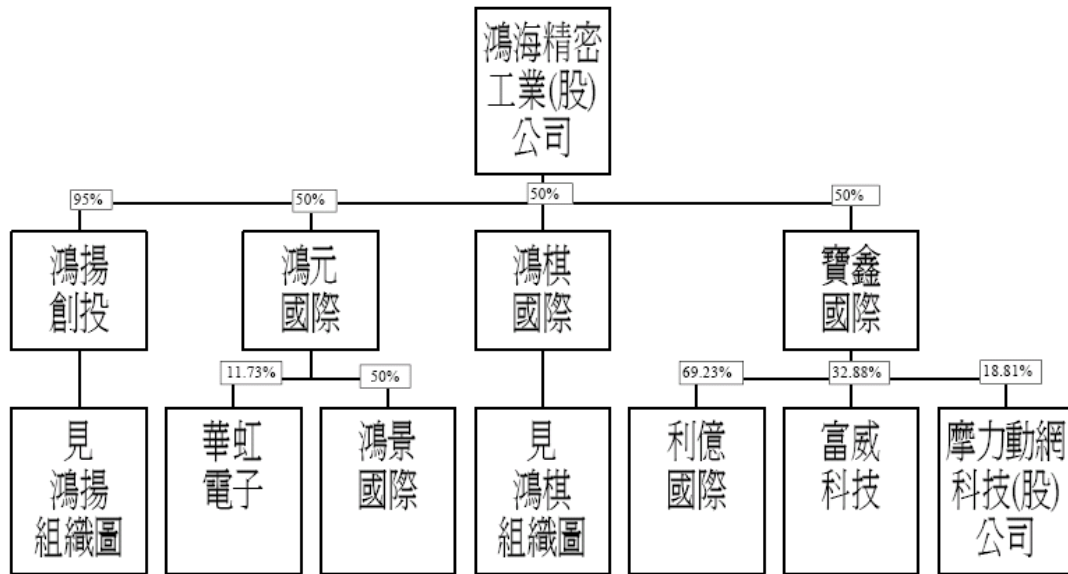 鴻海精密
工業(股)
公司
95%
50%
50%
50%
鴻揚
創投
鴻元
國際
鴻棋
國際
寶鑫
國際
11.73%
50%
69.23%
32.88%
18.81%
見
鴻揚
組織圖
華虹
電子
鴻景
國際
見
鴻棋
組織圖
利億
國際
富威
科技
摩力動網
科技(股)
公司